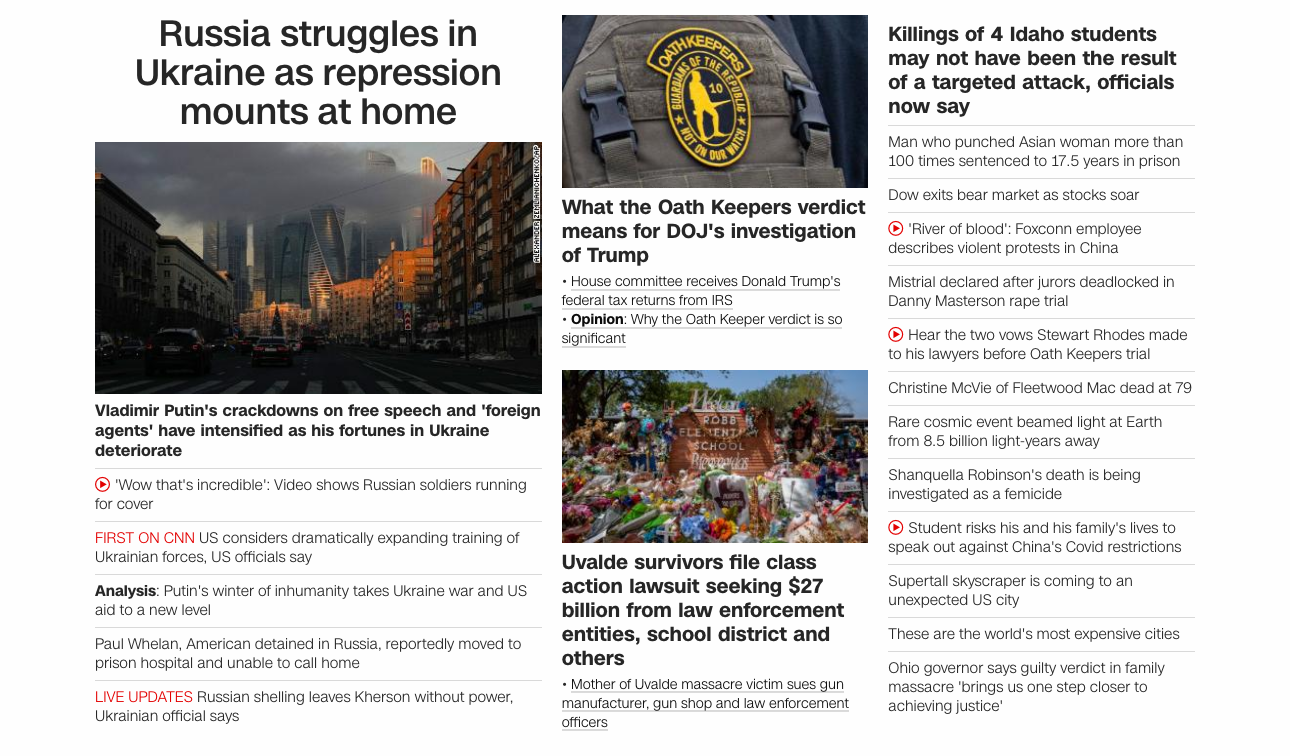 Russia struggles in
Ukraine as repression
mounts at home
ALEXANDER ZEMLIANICHENKO/AP
Vladimir Putin's crackdowns on free speech and 'foreign
agents' have intensified as his fortunes in Ukraine
deteriorate
'Wow that's incredible': Video shows Russian soldiers running
for cover
FIRST ON CNN US considers dramatically expanding training of
Ukrainian forces, US officials say
Analysis: Putin's winter of inhumanity takes Ukraine war and US
aid to a new level
Paul Whelan, American detained in Russia, reportedly moved to
prison hospital and unable to call home
LIVE UPDATES Russian shelling leaves Kherson without power,
Ukrainian official says
OATH KEEPERS
GUARDIANS OF THE REPUBLIC
10
NOT ON OUR WATCH
What the Oath Keepers verdict
means for DOJ's investigation
of Trump
• House committee receives Donald Trump's
federal tax returns from IRS
• Opinion: Why the Oath Keeper verdict is so
significant
Welcome
ROBB
ELEMENTARY
SCHOOL
Bienvenidos
Uvalde survivors file class
action lawsuit seeking $27
billion from law enforcement
entities, school district and
others
• Mother of Uvalde massacre victim sues gun
manufacturer, gun shop and law enforcement
officers
Killings of 4 Idaho students
may not have been the result
of a targeted attack, officials
now say
Man who punched Asian woman more than
100 times sentenced to 17.5 years in prison
Dow exits bear market as stocks soar
'River of blood': Foxconn employee
describes violent protests in China
Mistrial declared after jurors deadlocked in
Danny Masterson rape trial
Hear the two vows Stewart Rhodes made
to his lawyers before Oath Keepers trial
Christine McVie of Fleetwood Mac dead at 79
Rare cosmic event beamed light at Earth
from 8.5 billion light-years away
Shanquella Robinson's death is being
investigated as a femicide
Student risks his and his family's lives to
speak out against China's Covid restrictions
Supertall skyscraper is coming to an
unexpected US city
These are the world's most expensive cities
Ohio governor says guilty verdict in family
massacre 'brings us one step closer to
achieving justice'